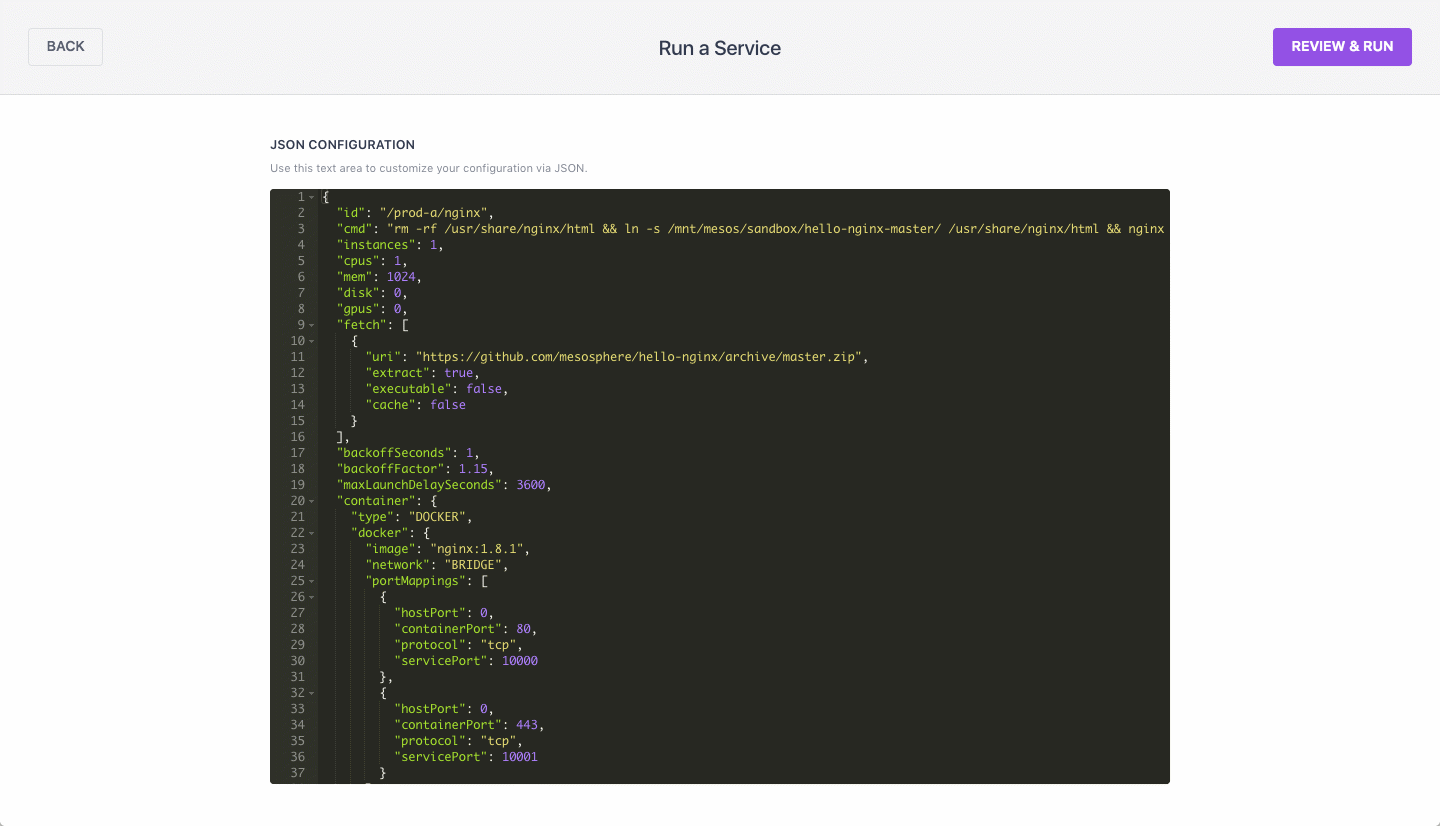 BACK
Run a Service
REVIEW & RUN
JSON CONFIGURATION
Use this text area to customize your configuration via JSON.
1 {
2 "id": "/prod-a/nginx",
3 "cmd": "rm -rf /usr/share/nginx/html && ln -s /mnt/mesos/sandbox/hello-nginx-master/ /usr/share/nginx/html && nginx
4 "instances": 1,
5 "cpus": 1,
6 "mem": 1024,
7 "disk": 0,
8 "gpus": 0,
9 "fetch": [
10 {
11 "uri": "https://github.com/mesosphere/hello-nginx/archive/master.zip",
12 "extract": true,
13 "executable": false,
14 "cache": false
15 }
16 ],
17 "backoffSeconds": 1,
18 "backoffFactor": 1.15,
19 "maxLaunchDelaySeconds": 3600,
20 "container": {
21 "type": "DOCKER",
22 "docker": {
23 "image": "nginx:1.8.1",
24 "network": "BRIDGE",
25 "portMappings": [
26 {
27 "hostPort": 0,
28 "containerPort": 80,
29 "protocol": "tcp",
30 "servicePort": 10000
31 },
32 {
33 "hostPort": 0,
34 "containerPort": 443,
35 "protocol": "tcp",
36 "servicePort": 10001
37 }